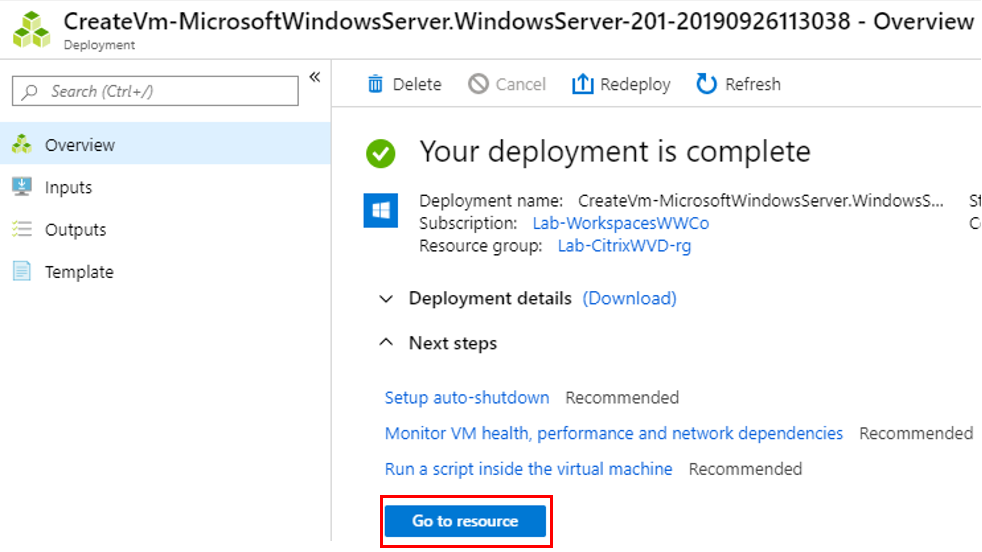 CreateVm-MicrosoftWindowsServer.WindowsServer-201-20190926113038 - Overview
Deployment
Search (Ctrl+/)
«
Delete
Cancel
Redeploy
Refresh
Overview
Inputs
Outputs
Template
Your deployment is complete
Deployment name: CreateVm-MicrosoftWindowsServer.WindowsS...
Subscription: Lab-WorkspacesWWCo
Resource group: Lab-CitrixWVD-rg
Deployment details (Download)
Next steps
Setup auto-shutdown Recommended
Monitor VM health, performance and network dependencies Recommended
Run a script inside the virtual machine Recommended
Go to resource